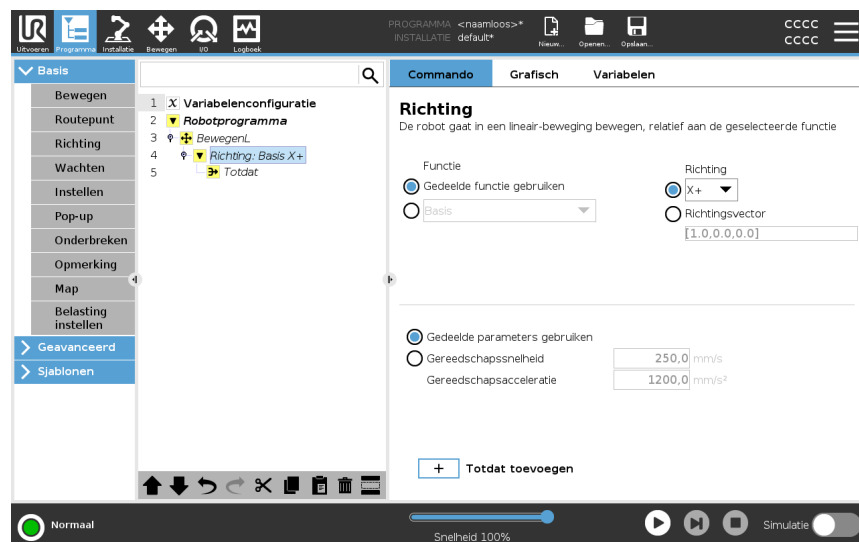 PROGRAMMA <naamloos>*
INSTALLATIE default*
Uitvoeren Programma Installatie Bewegen I/O Logboek
Nieuw... Openen... Opslaan...
cccc
cccc
Basis
Bewegen
Routepunt
Richting
Wachten
Instellen
Pop-up
Onderbreken
Opmerking
Map
Belasting
instellen
Geavanceerd
Sjablonen
1 X Variabelenconfiguratie
2 Robotprogramma
3 BewegenL
4 Richting: Basis X+
5 Totdat
Commando Grafisch Variabelen
Richting
De robot gaat in een lineair-beweging bewegen, relatief aan de geselecteerde functie
Functie
Gedeelde functie gebruiken
Basis
Richting
X+
Richtingsvector
[1.0,0.0,0.0]
Gedeelde parameters gebruiken
Gereedschapssnelheid 250,0 mm/s
Gereedschapsacceleratie 1200,0 mm/s²
+ Totdat toevoegen
Normaal
Snelheid 100%
Simulatie